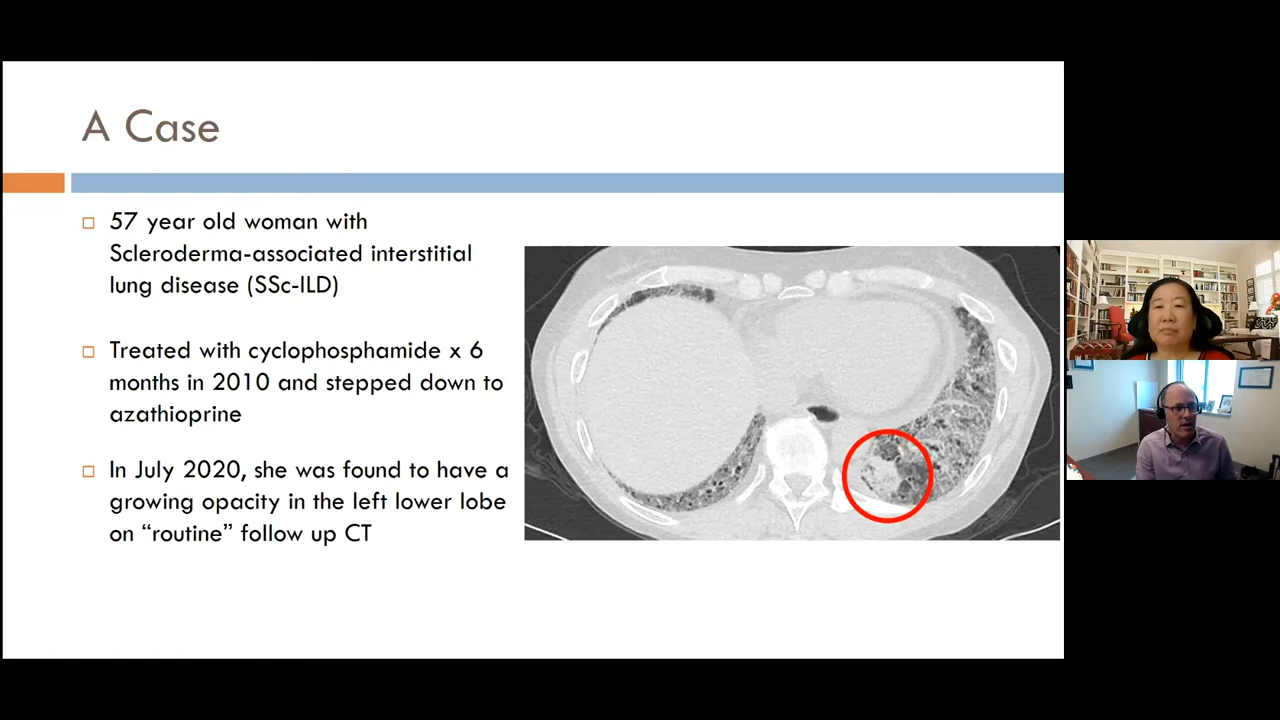 A Case
57 year old woman with
Scleroderma-associated interstitial
lung disease (SSc-ILD)
Treated with cyclophosphamide x 6
months in 2010 and stepped down to
azathioprine
In July 2020, she was found to have a
growing opacity in the left lower lobe
on “routine” follow up CT